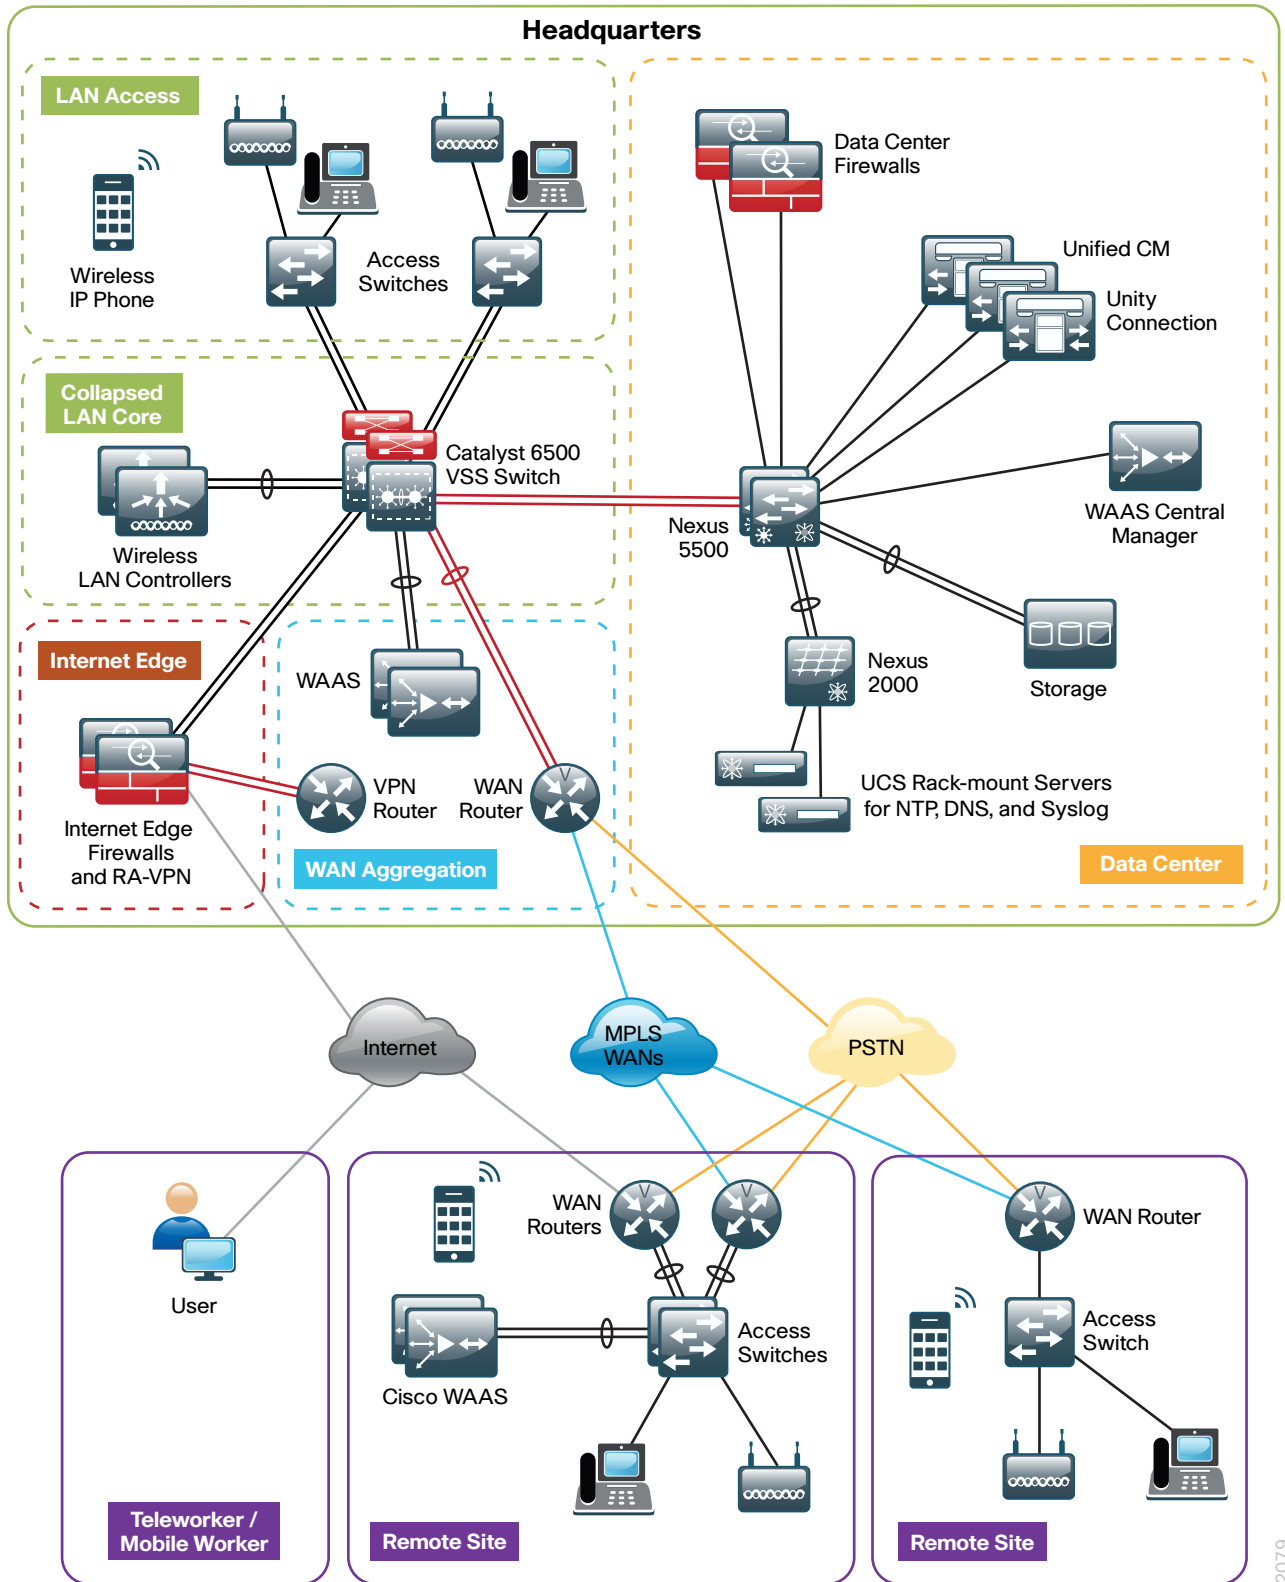 Headquarters
LAN Access
Wireless
IP Phone
Access
Switches
Data Center
Firewalls
Unified CM
Unity
Connection
Collapsed
LAN Core
Catalyst 6500
VSS Switch
Wireless
LAN Controllers
Nexus
5500
WAAS Central
Manager
Nexus
2000
Storage
UCS Rack-mount Servers
for NTP, DNS, and Syslog
Data Center
Internet Edge
Internet Edge
Firewalls
and RA-VPN
WAAS
VPN
Router
WAN
Router
V
WAN Aggregation
Internet
MPLS
WANs
PSTN
User
Teleworker /
Mobile Worker
WAN
Routers
V
V
Access
Switches
Cisco WAAS
Remote Site
V
WAN Router
Access
Switch
Remote Site
2079